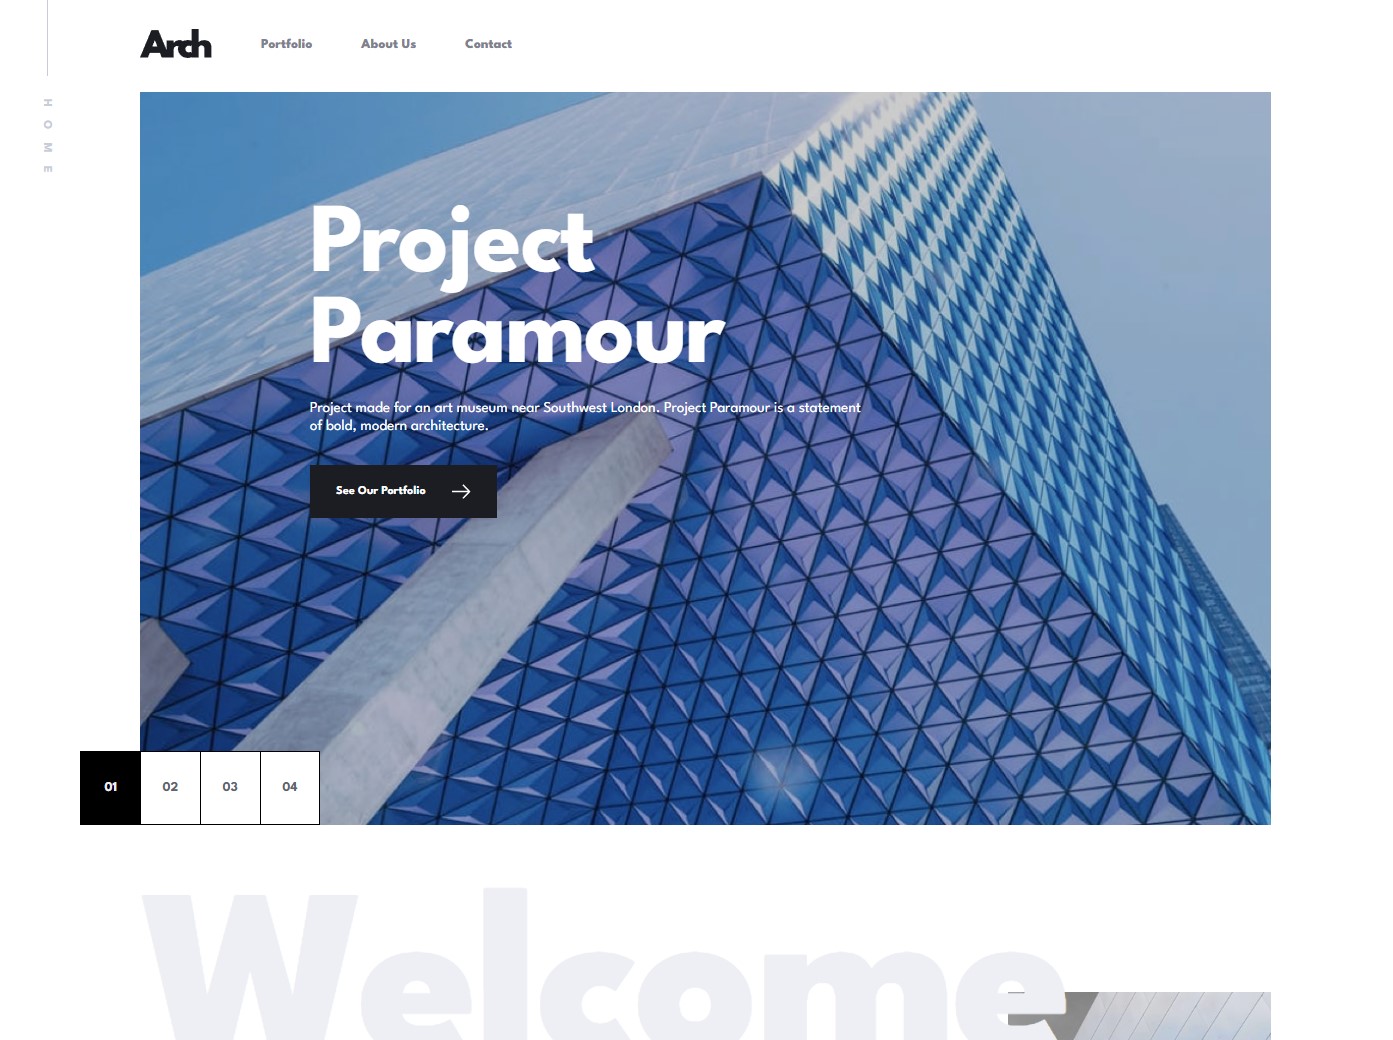 Arch
Portfolio
About Us
Contact
HOME
Project
Paramour
Project made for an art museum near Southwest London. Project Paramour is a statement
of bold, modern architecture.
See Our Portfolio
01
02
03
04
Welcome